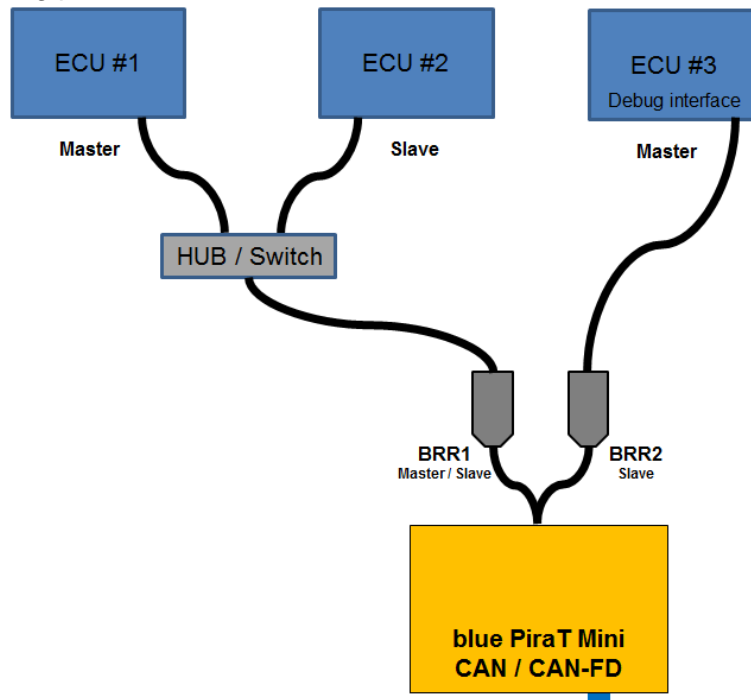 ECU #1
ECU #2
ECU #3
Debug interface
Master
Slave
Master
HUB / Switch
BRR1
Master / Slave
BRR2
Slave
blue PiraT Mini
CAN / CAN-FD